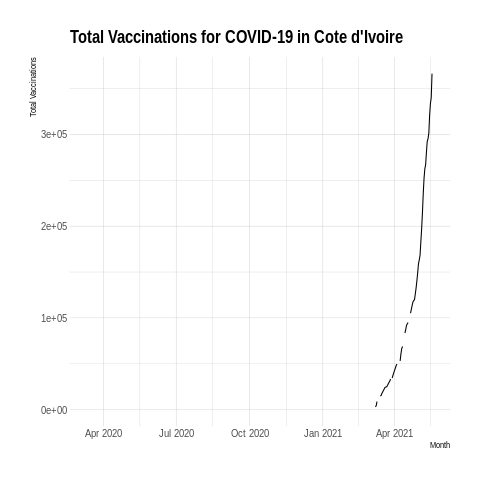 Total Vaccinations for COVID-19 in Cote d'Ivoire
Total Vaccinations
3e+05
2e+05
1e+05
0e+00
Apr 2020 Jul 2020 Oct 2020 Jan 2021 Apr 2021
Month